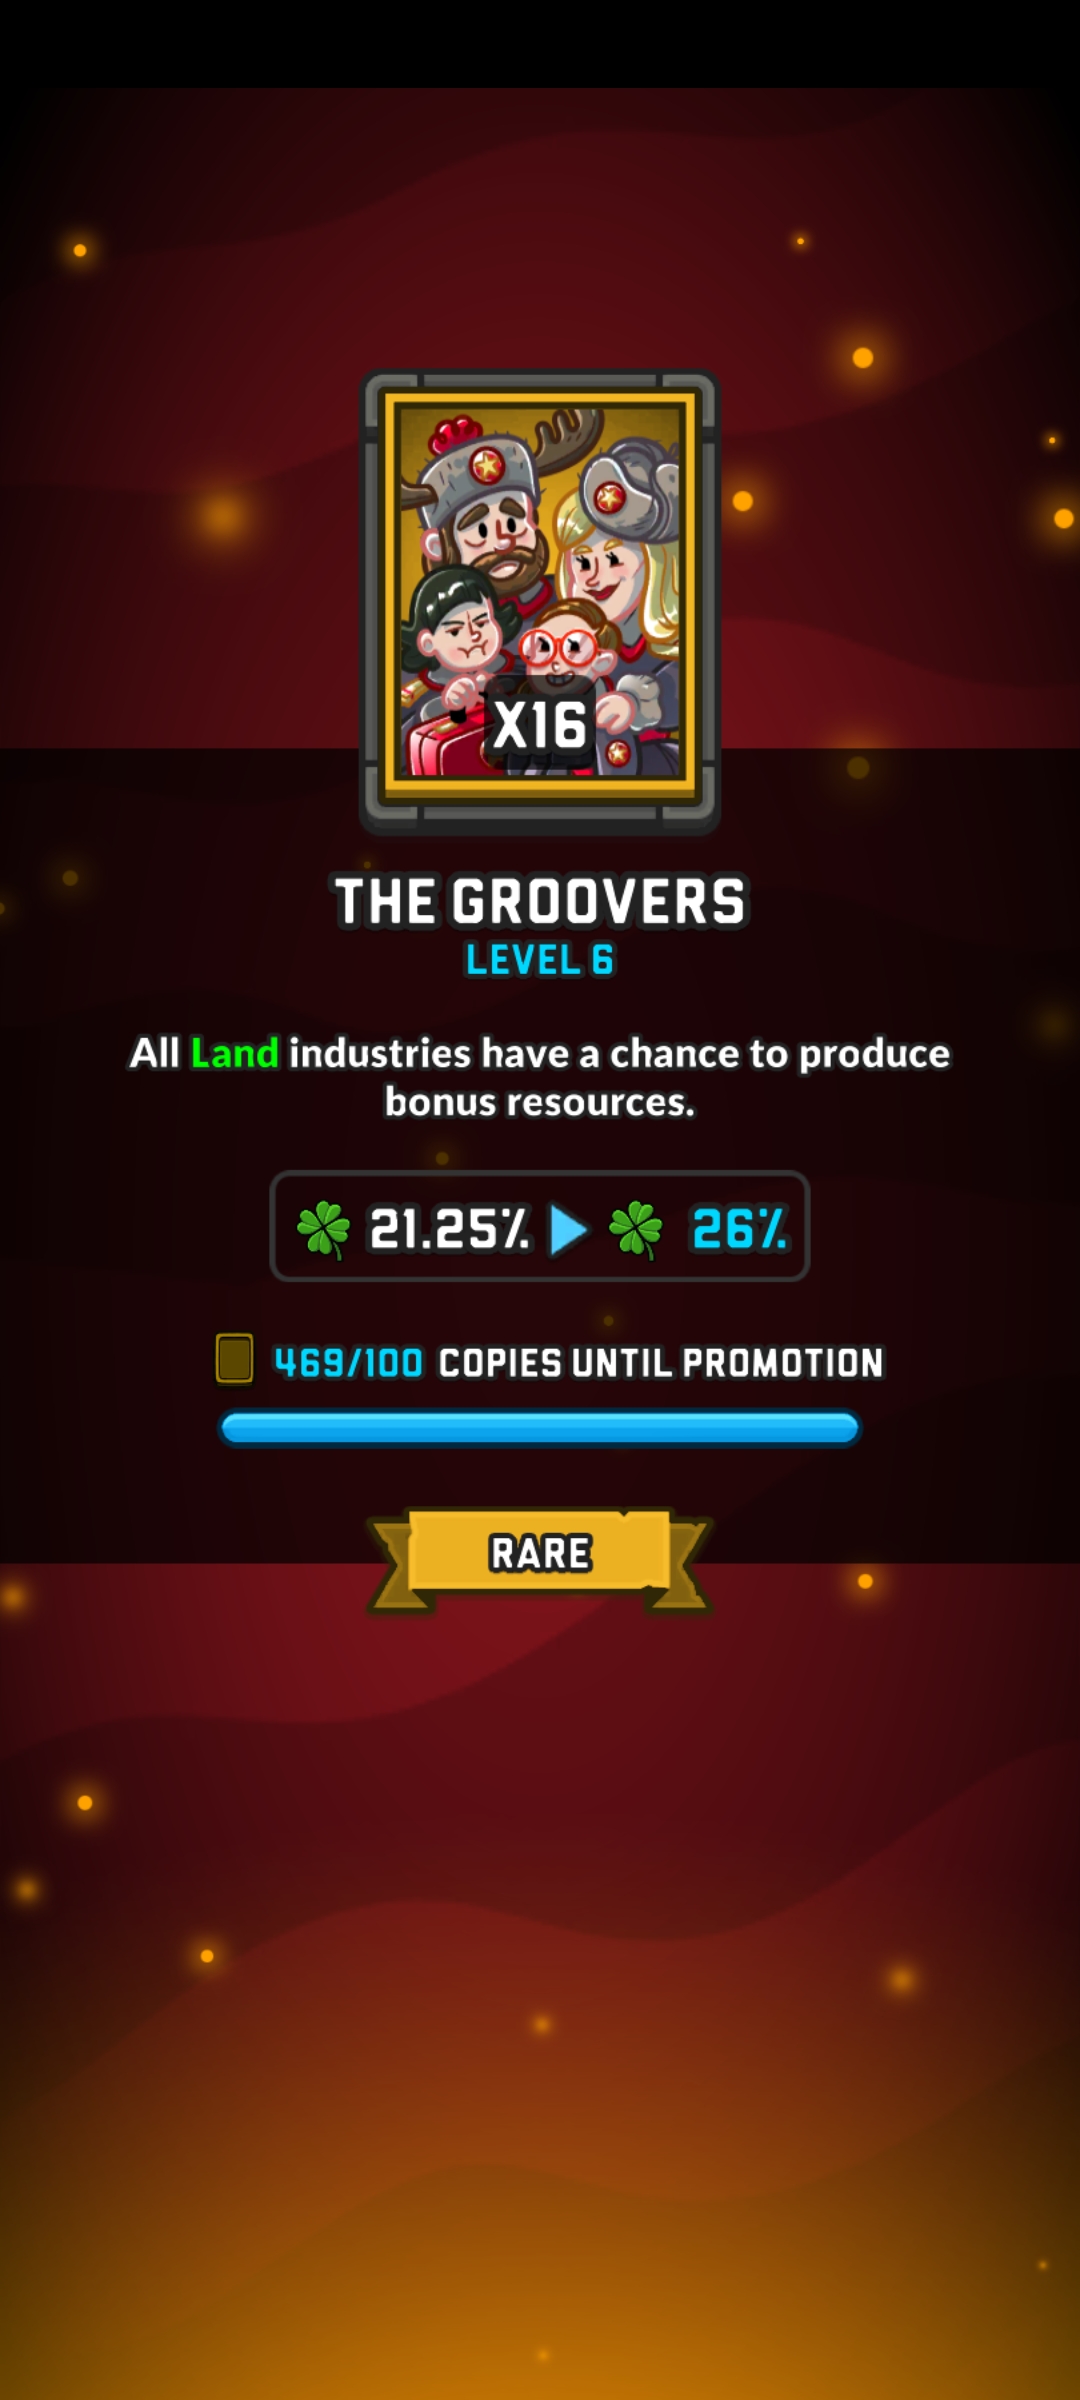 X16
THE GROOVERS
LEVEL 6
All Land industries have a chance to produce
bonus resources.
21.25% 26%
469/100 COPIES UNTIL PROMOTION
RARE